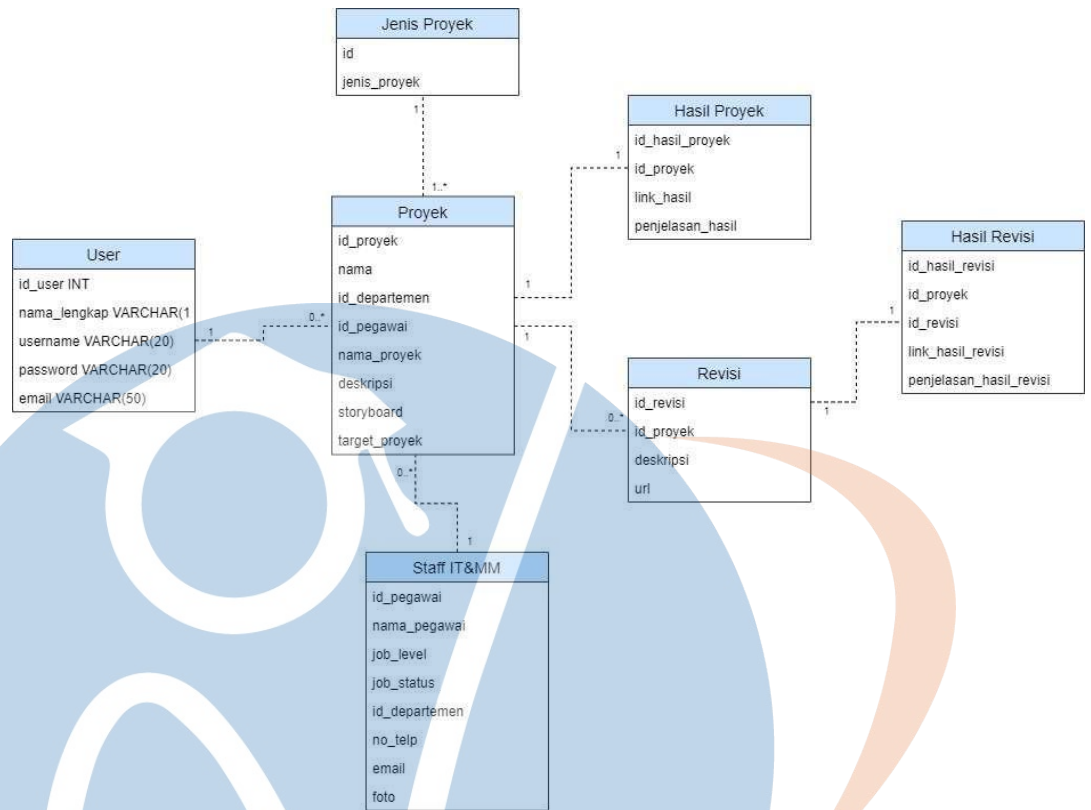 Jenis Proyek
id
jenis_proyek
1
1..*
Hasil Proyek
id_hasil_proyek
id_proyek
link_hasil
penjelasan_hasil
1
Proyek
id_proyek
nama
id_departemen
id_pegawai
nama_proyek
deskripsi
storyboard
target_proyek
1
1
User
id_user INT
nama_lengkap VARCHAR(1
username VARCHAR(20)
password VARCHAR(20)
email VARCHAR(50)
1
0..*
Hasil Revisi
id_hasil_revisi
id_proyek
id_revisi
link_hasil_revisi
penjelasan_hasil_revisi
1
Revisi
id_revisi
id_proyek
deskripsi
url
0..*
1
0..*
1
Staff IT&MM
id_pegawai
nama_pegawai
job_level
job_status
id_departemen
no_telp
email
foto